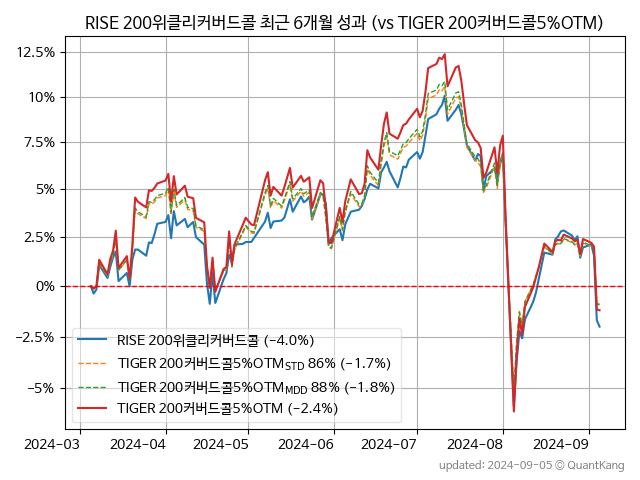 RISE 200위클리커버드콜 최근 6개월 성과 (vs TIGER 200커버드콜5%OTM)
12.5%
10%
7.5%
5%
2.5%
0%
−2.5%
−5%
RISE 200위클리커버드콜 (−4.0%)
TIGER 200커버드콜5%OTM_STD 86% (−1.7%)
TIGER 200커버드콜5%OTM_MDD 88% (−1.8%)
TIGER 200커버드콜5%OTM (−2.4%)
2024-03 2024-04 2024-05 2024-06 2024-07 2024-08 2024-09
updated: 2024-09-05 © QuantKang